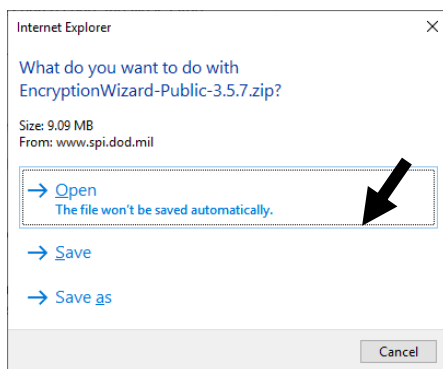 Internet Explorer
What do you want to do with
EncryptionWizard-Public-3.5.7.zip?
Size: 9.09 MB
From: www.spi.dod.mil
Open
The file won't be saved automatically.
Save
Save as
Cancel